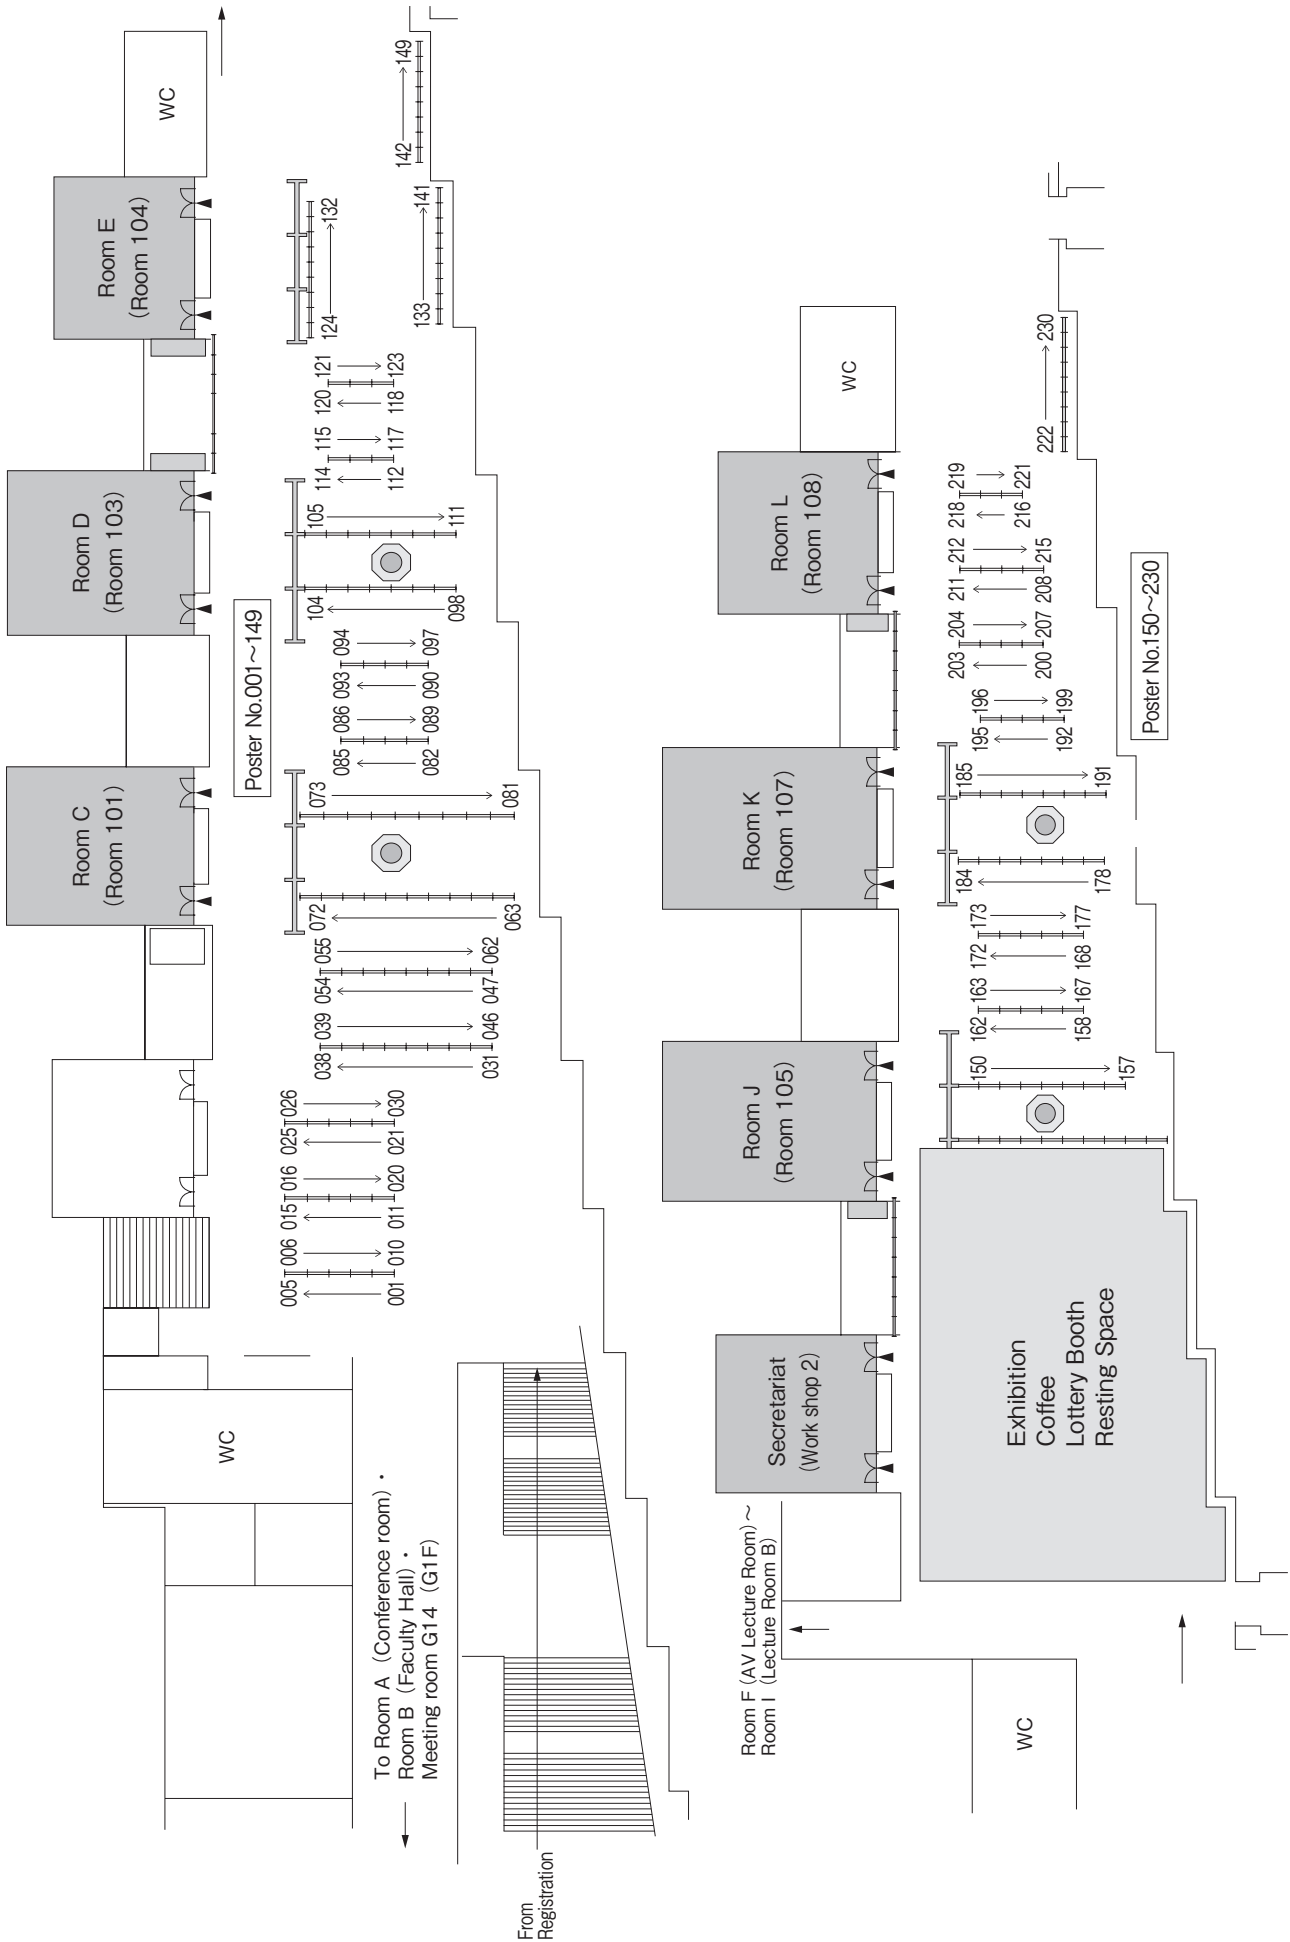 WC
Room E
(Room 104)
Room D
(Room 103)
Room C
(Room 101)
WC
Poster No.001〜149
To Room A (Conference room)・
Room B (Faculty Hall)・
Meeting room G14 (G1F)
From
Registration
005 006 015 016 025 026
001 010 011 020 021 030
038 039 054 055 072 073
031 046 047 062 063 081
085 086 093 094 104 105
082 089 090 097 098 111
114 115 120 121
112 117 118 123
124 132
133 141
142 149
Room L
(Room 108)
WC
Room K
(Room 107)
Room J
(Room 105)
Secretariat
(Work shop 2)
Room F (AV Lecture Room)〜
Room I (Lecture Room B)
WC
Exhibition
Coffee
Lottery Booth
Resting Space
150 162 163 172 173 184 185
157 158 167 168 177 178 191
195 196 203 204 211 212 218 219
192 199 200 207 208 215 216 221
222 230
Poster No.150〜230